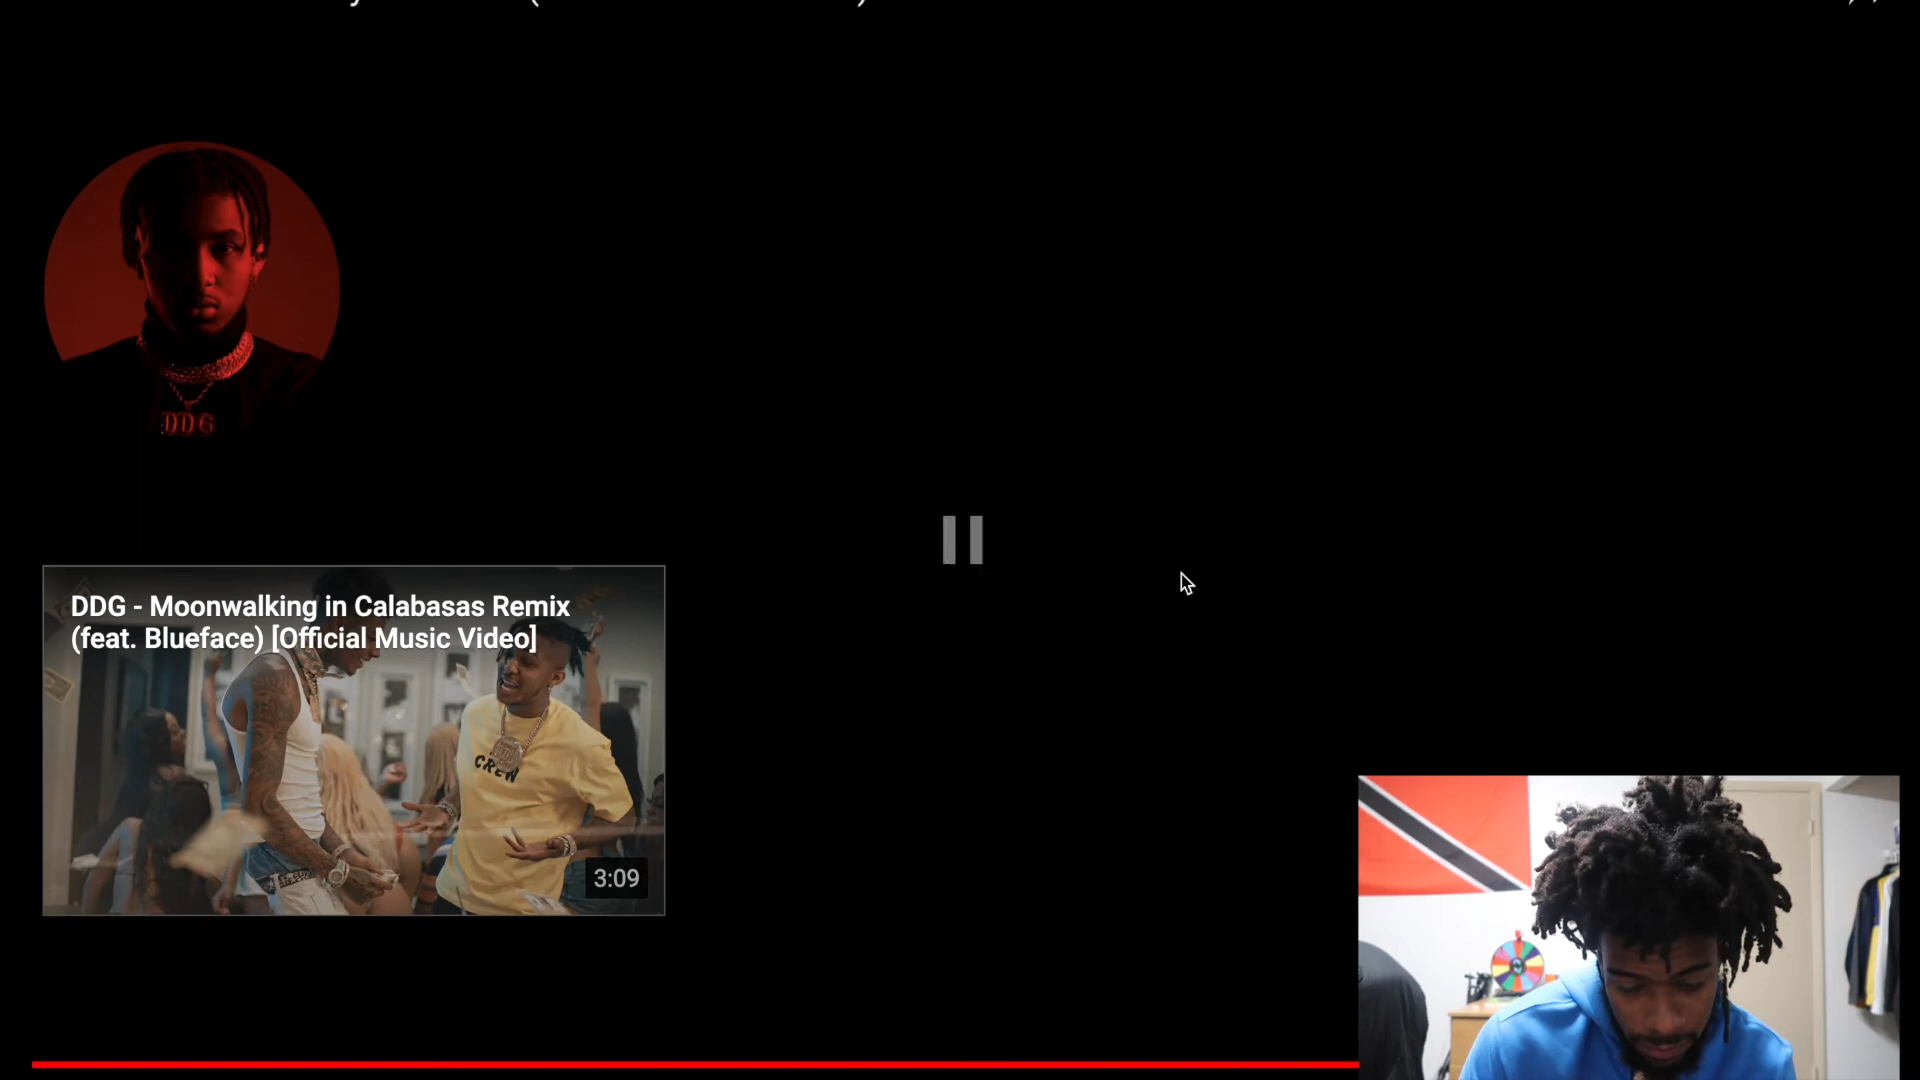 DDG
DDG - Moonwalking in Calabasas Remix
(feat. Blueface) [Official Music Video]
CREW
3:09